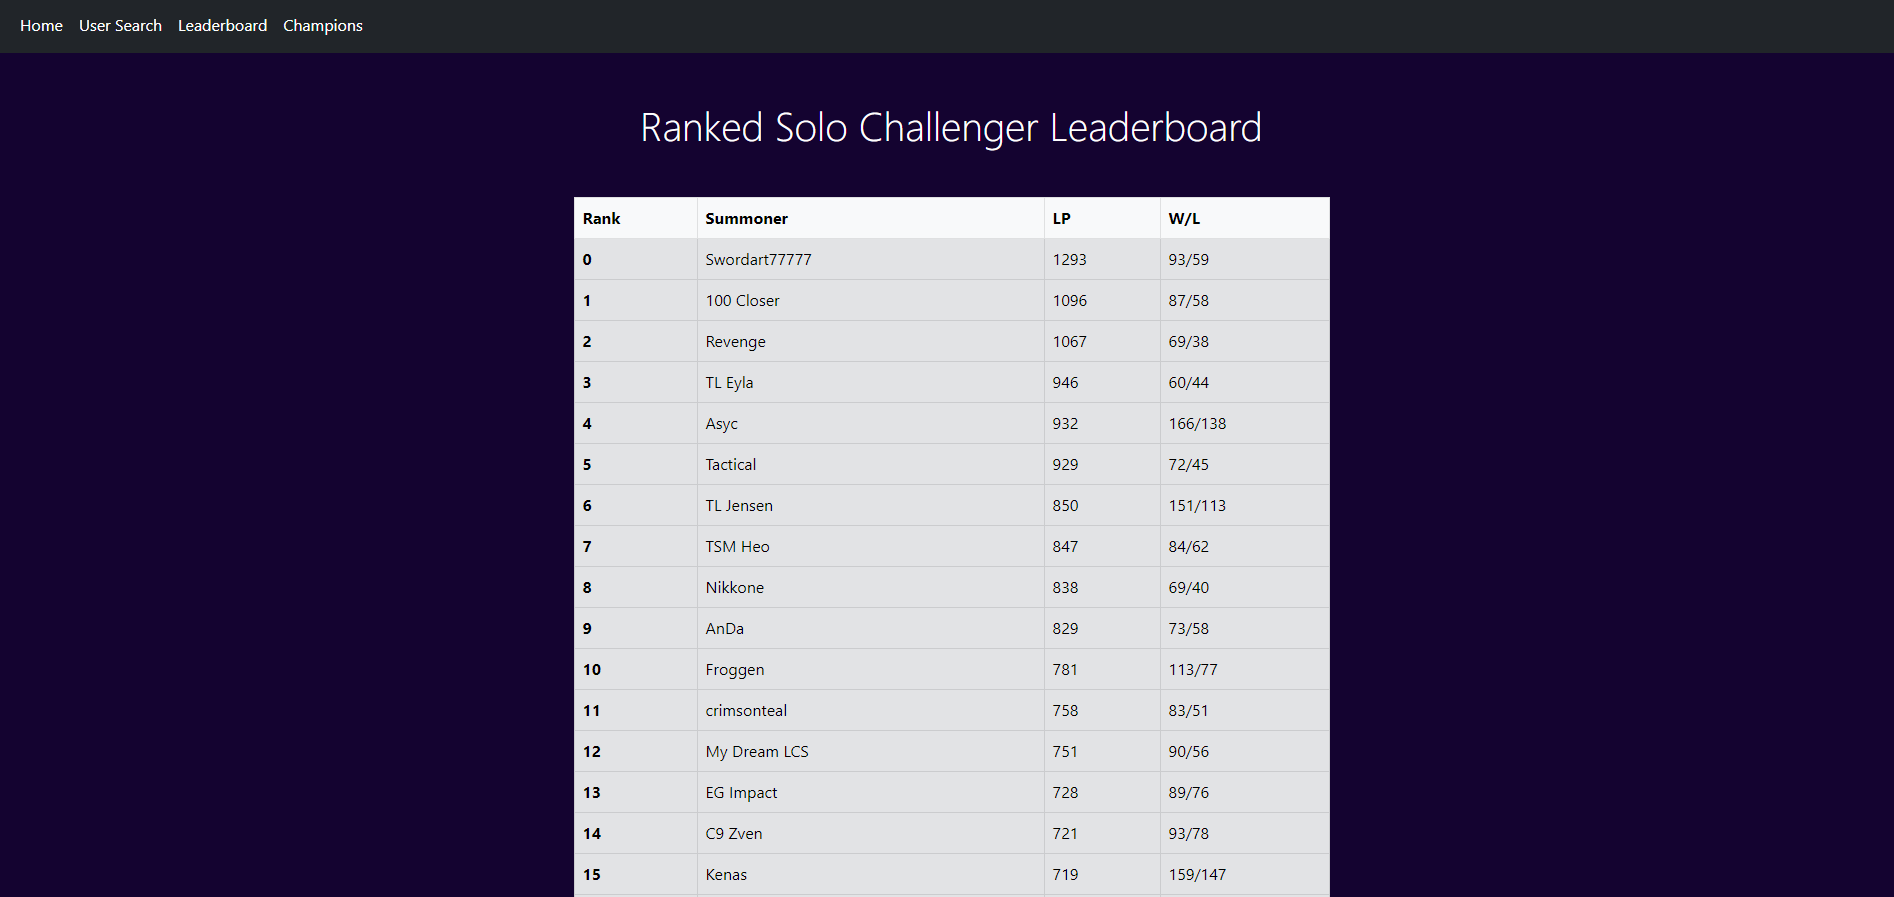 Home User Search Leaderboard Champions
Ranked Solo Challenger Leaderboard
Rank Summoner LP W/L
0 Swordart77777 1293 93/59
1 100 Closer 1096 87/58
2 Revenge 1067 69/38
3 TL Eyla 946 60/44
4 Asyc 932 166/138
5 Tactical 929 72/45
6 TL Jensen 850 151/113
7 TSM Heo 847 84/62
8 Nikkone 838 69/40
9 AnDa 829 73/58
10 Froggen 781 113/77
11 crimsonteal 758 83/51
12 My Dream LCS 751 90/56
13 EG Impact 728 89/76
14 C9 Zven 721 93/78
15 Kenas 719 159/147